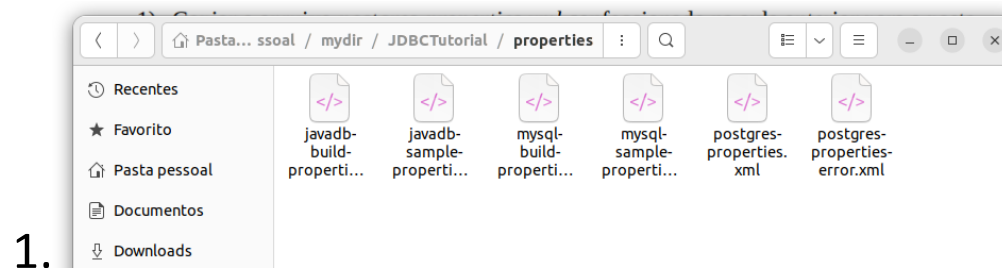 Pasta... ssoal / mydir / JDBCTutorial / properties
Recentes
Favorito
Pasta pessoal
Documentos
Downloads
javadb-
build-
properti...
javadb-
sample-
properti...
mysql-
build-
properti...
mysql-
sample-
properti...
postgres-
properties.
xml
postgres-
properties-
error.xml
1.